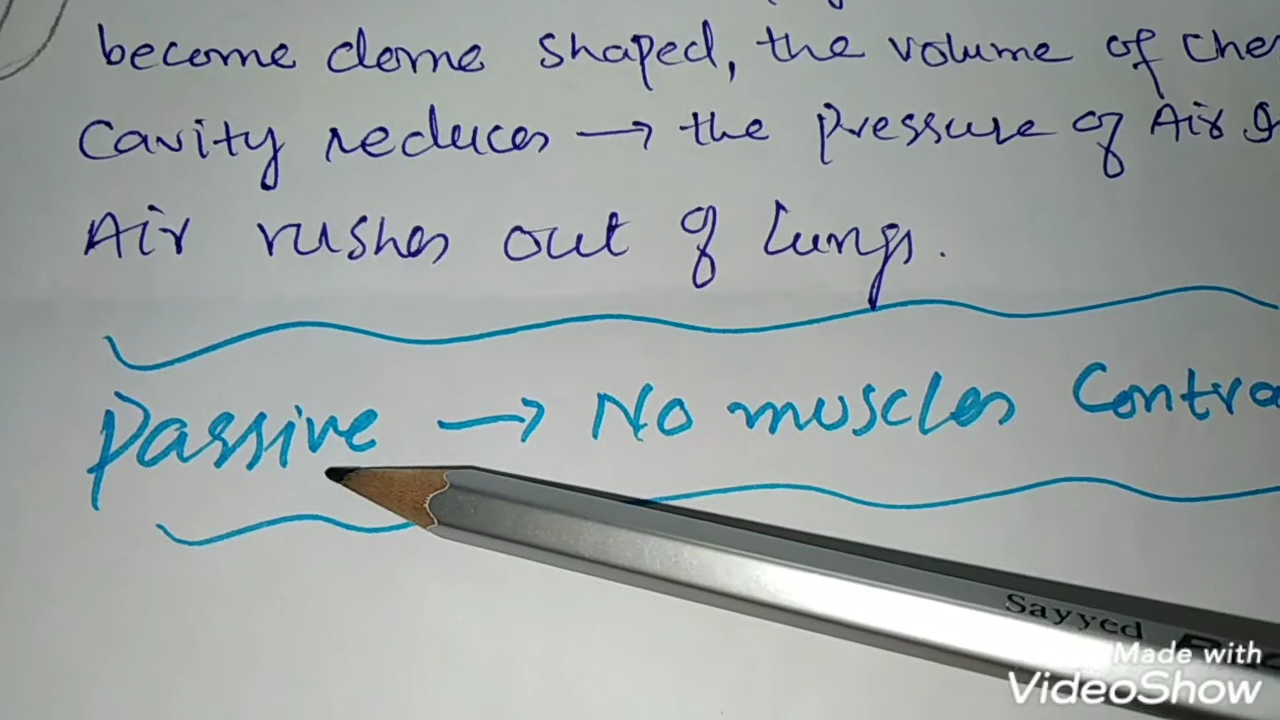 become dome shaped, the volume of Che
Cavity reduces → the pressure of Air
Air rushes out of Lungs.
Passive → No muscles Contra
Sayyed
Made with
VideoShow